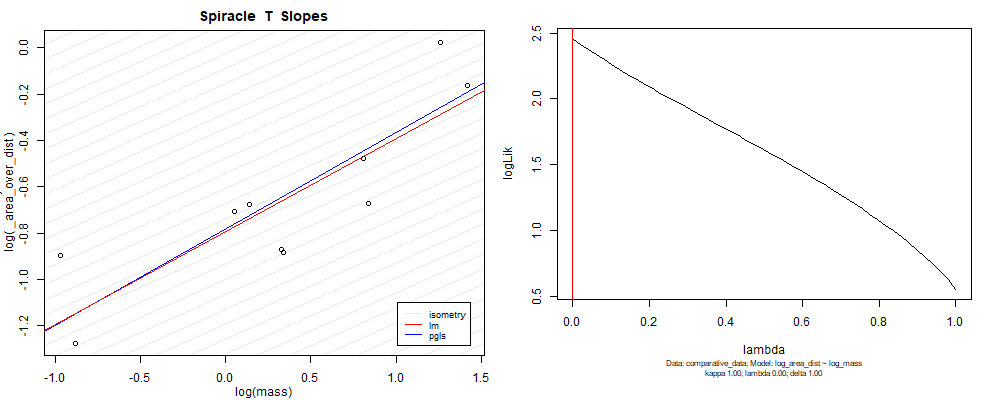 Spiracle T Slopes
log(_area_over_dist)
0.0
-0.2
-0.4
-0.6
-0.8
-1.0
-1.2
isometry
lm
pgls
-1.0 -0.5 0.0 0.5 1.0 1.5
log(mass)
logLik
2.5
2.0
1.5
1.0
0.5
0.0 0.2 0.4 0.6 0.8 1.0
lambda
Data: comparative_data; Model: log_area_dist ~ log_mass
kappa 1.00; lambda 0.00; delta 1.00